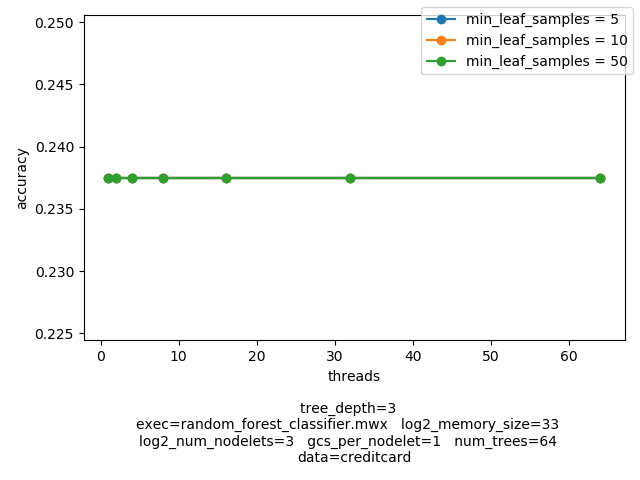 min_leaf_samples = 5
min_leaf_samples = 10
min_leaf_samples = 50
0.250
0.245
0.240
0.235
0.230
0.225
accuracy
0 10 20 30 40 50 60
threads
tree_depth=3
exec=random_forest_classifier.mwx log2_memory_size=33
log2_num_nodelets=3 gcs_per_nodelet=1 num_trees=64
data=creditcard